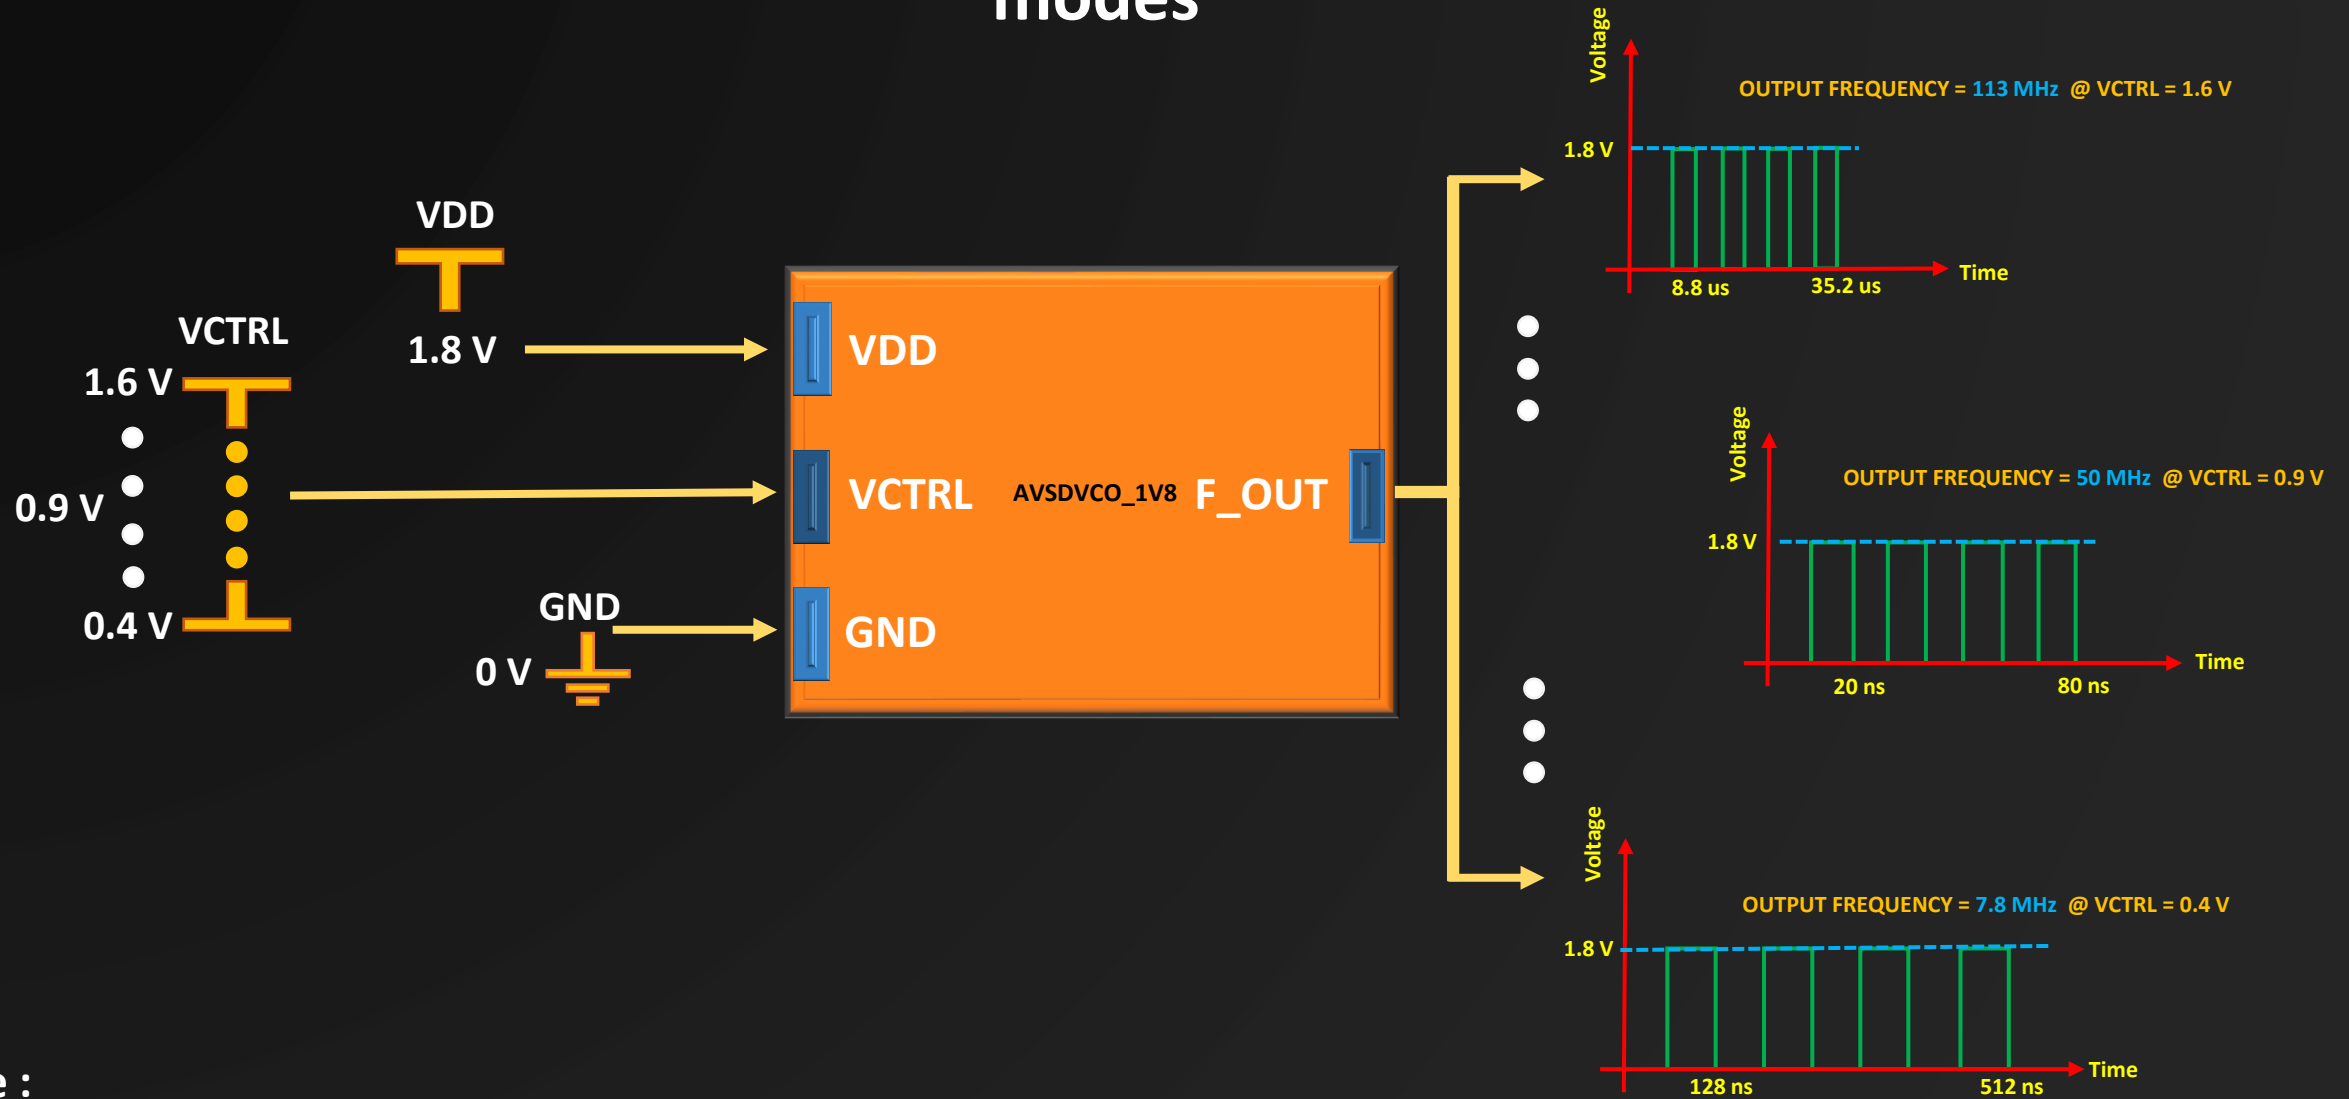 modes
Voltage
OUTPUT FREQUENCY = 113 MHz @ VCTRL = 1.6 V
1.8 V
Time
8.8 us
35.2 us
VDD
1.8 V
VCTRL
1.6 V
0.9 V
0.4 V
GND
0 V
VDD
VCTRL
AVSDVCO_1V8
F_OUT
GND
Voltage
OUTPUT FREQUENCY = 50 MHz @ VCTRL = 0.9 V
1.8 V
Time
20 ns
80 ns
Voltage
OUTPUT FREQUENCY = 7.8 MHz @ VCTRL = 0.4 V
1.8 V
Time
128 ns
512 ns
e :